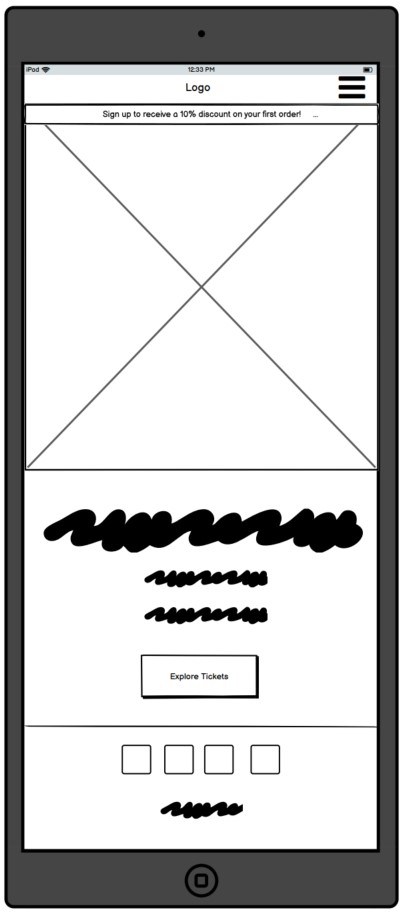 iPad 12:33 PM
Logo
Sign up to receive a 10% discount on your first order! ...
Explore Tickets